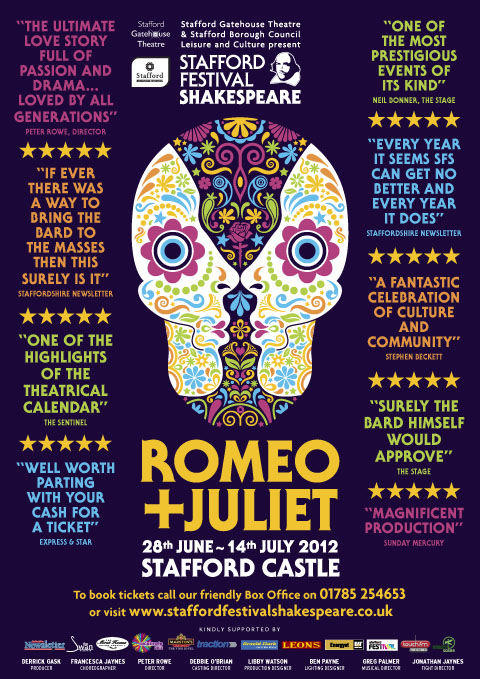 "THE ULTIMATE
LOVE STORY
FULL OF
PASSION AND
DRAMA...
LOVED BY ALL
GENERATIONS"
PETER ROWE, DIRECTOR
"IF EVER
THERE WAS
A WAY TO
BRING THE
BARD TO
THE MASSES
THEN THIS
SURELY IS IT"
STAFFORDSHIRE NEWSLETTER
"ONE OF THE
HIGHLIGHTS
OF THE
THEATRICAL
CALENDAR"
THE SENTINEL
"WELL WORTH
PARTING
WITH YOUR
CASH FOR
A TICKET"
EXPRESS & STAR
Stafford
Gatehouse
Theatre
Stafford
Stafford Gatehouse Theatre
& Stafford Borough Council
Leisure and Culture present
STAFFORD
FESTIVAL
SHAKESPEARE
"ONE OF
THE MOST
PRESTIGIOUS
EVENTS OF
ITS KIND"
NEIL BONNER, THE STAGE
"EVERY YEAR
IT SEEMS SFS
CAN GET NO
BETTER AND
EVERY YEAR
IT DOES"
STAFFORDSHIRE NEWSLETTER
"A FANTASTIC
CELEBRATION
OF CULTURE
AND
COMMUNITY"
STEPHEN BECKETT
"SURELY THE
BARD HIMSELF
WOULD
APPROVE"
THE STAGE
"MAGNIFICENT
PRODUCTION"
SUNDAY MERCURY
ROMEO
+JULIET
28th JUNE ~ 14th JULY 2012
STAFFORD CASTLE
To book tickets call our friendly Box Office on 01785 254653
or visit www.staffordfestivalshakespeare.co.uk
KINDLY SUPPORTED BY
Newsletter The Swan MARSTON'S traction LEONS touchfm
DERRICK GASK FRANCESCA JAYNES PETER ROWE DEBBIE O'BRIAN LIBBY WATSON BEN PAYNE GREG PALMER JONATHAN JAYNES
PRODUCER CHOREOGRAPHER DIRECTOR CASTING DIRECTOR PRODUCTION DESIGNER LIGHTING DESIGNER MUSICAL DIRECTOR FIGHT DIRECTOR